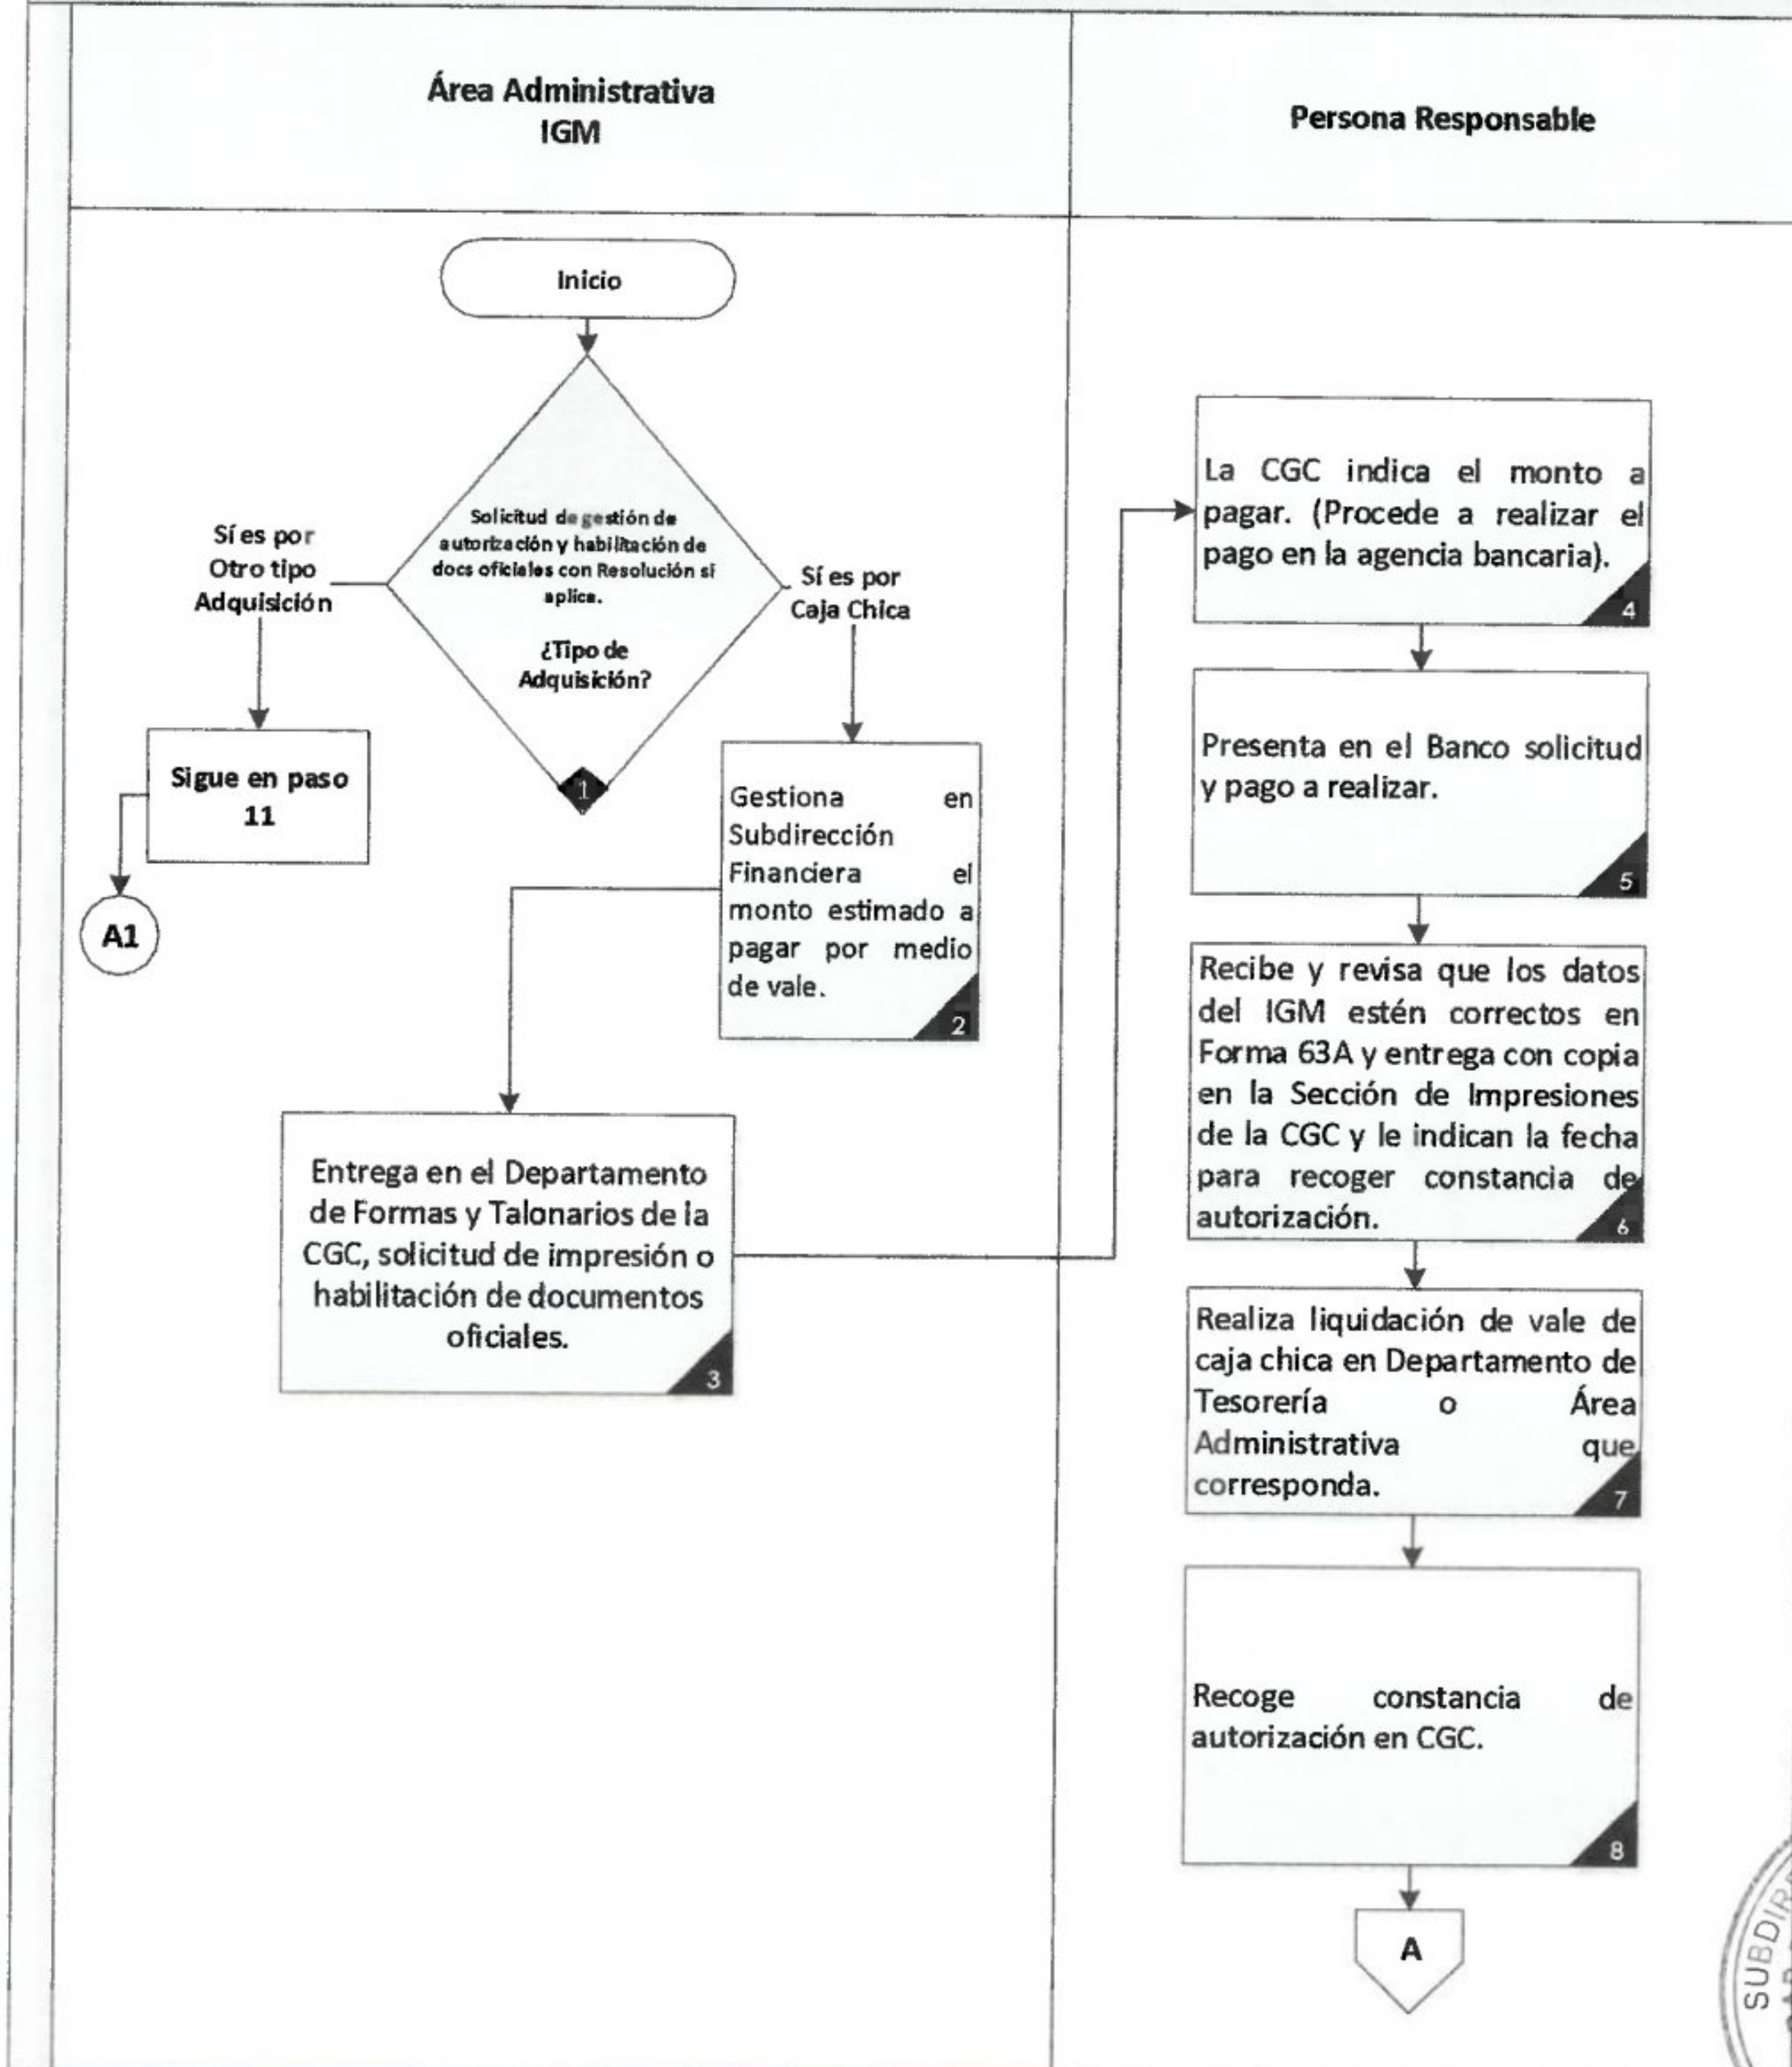 Área Administrativa
IGM
Persona Responsable
Inicio
Solicitud de gestión de
autorización y habilitación de
docs oficiales con Resolución si
aplica.
¿Tipo de
Adquisición?
1
Sí es por
Otro tipo
Adquisición
Sí es por
Caja Chica
Sigue en paso
11
A1
Gestiona en
Subdirección
Financiera el
monto estimado a
pagar por medio
de vale.
2
Entrega en el Departamento
de Formas y Talonarios de la
CGC, solicitud de impresión o
habilitación de documentos
oficiales.
3
La CGC indica el monto a
pagar. (Procede a realizar el
pago en la agencia bancaria).
4
Presenta en el Banco solicitud
y pago a realizar.
5
Recibe y revisa que los datos
del IGM estén correctos en
Forma 63A y entrega con copia
en la Sección de Impresiones
de la CGC y le indican la fecha
para recoger constancia de
autorización.
6
Realiza liquidación de vale de
caja chica en Departamento de
Tesorería o Área
Administrativa que
corresponda.
7
Recoge constancia de
autorización en CGC.
8
A